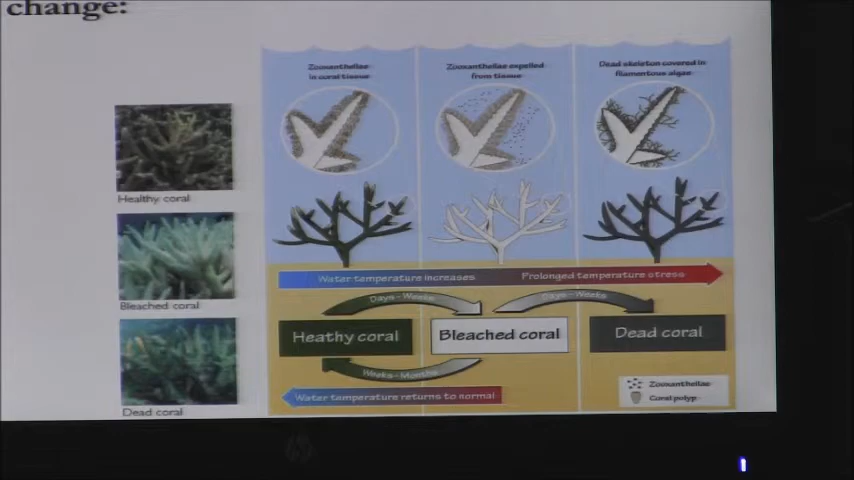 change:
Zooxanthellae
in coral tissue
Zooxanthellae expelled
from tissue
Dead skeleton covered in
filamentous algae
Healthy coral
Bleached coral
Dead coral
Water temperature increases
Prolonged temperature stress
Days - Weeks
Days - Weeks
Heathy coral
Bleached coral
Dead coral
Weeks - Months
Water temperature returns to normal
Zooxanthellae
Coral polyp